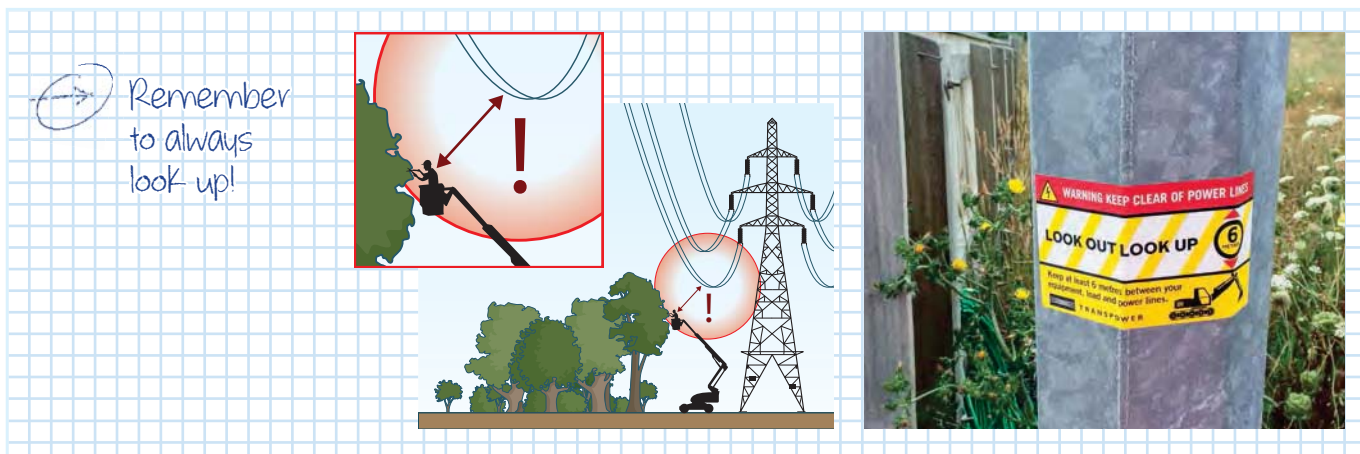 Remember
to always
look up!
!
!
WARNING KEEP CLEAR OF POWER LINES
LOOK OUT LOOK UP
6
METRES
Keep at least 6 metres between your
equipment, load and power lines.
TRANSPOWER